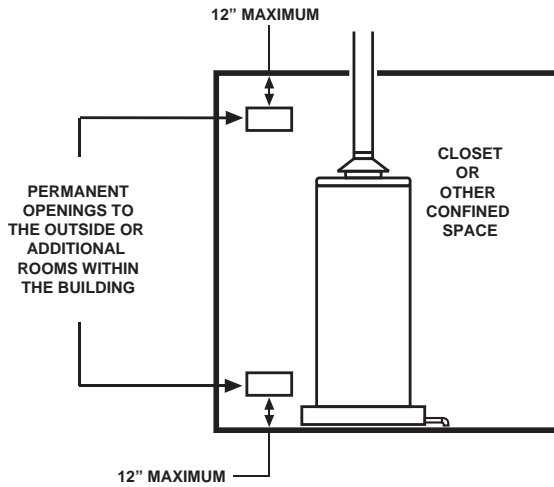 12” MAXIMUM
CLOSET
OR
OTHER
CONFINED
SPACE
PERMANENT
OPENINGS TO
THE OUTSIDE OR
ADDITIONAL
ROOMS WITHIN
THE BUILDING
12” MAXIMUM